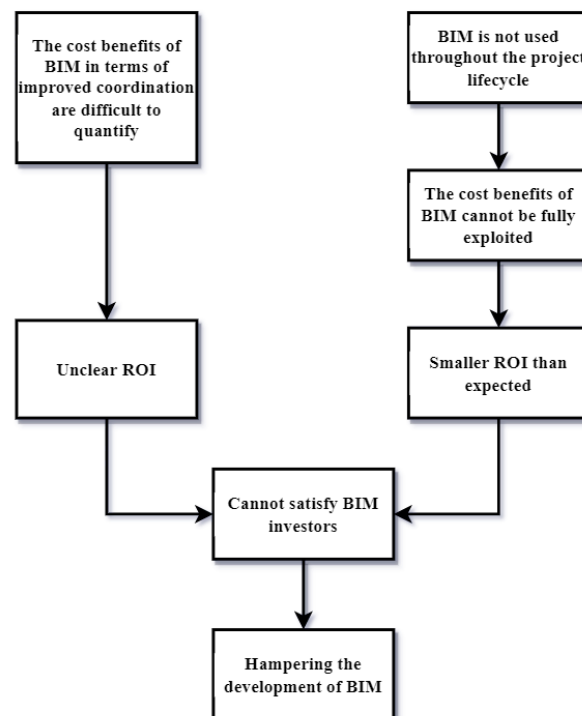 The cost benefits of
BIM in terms of
improved coordination
are difficult to
quantify
BIM is not used
throughout the project
lifecycle
The cost benefits of
BIM cannot be fully
exploited
Unclear ROI
Smaller ROI than
expected
Cannot satisfy BIM
investors
Hampering the
development of BIM